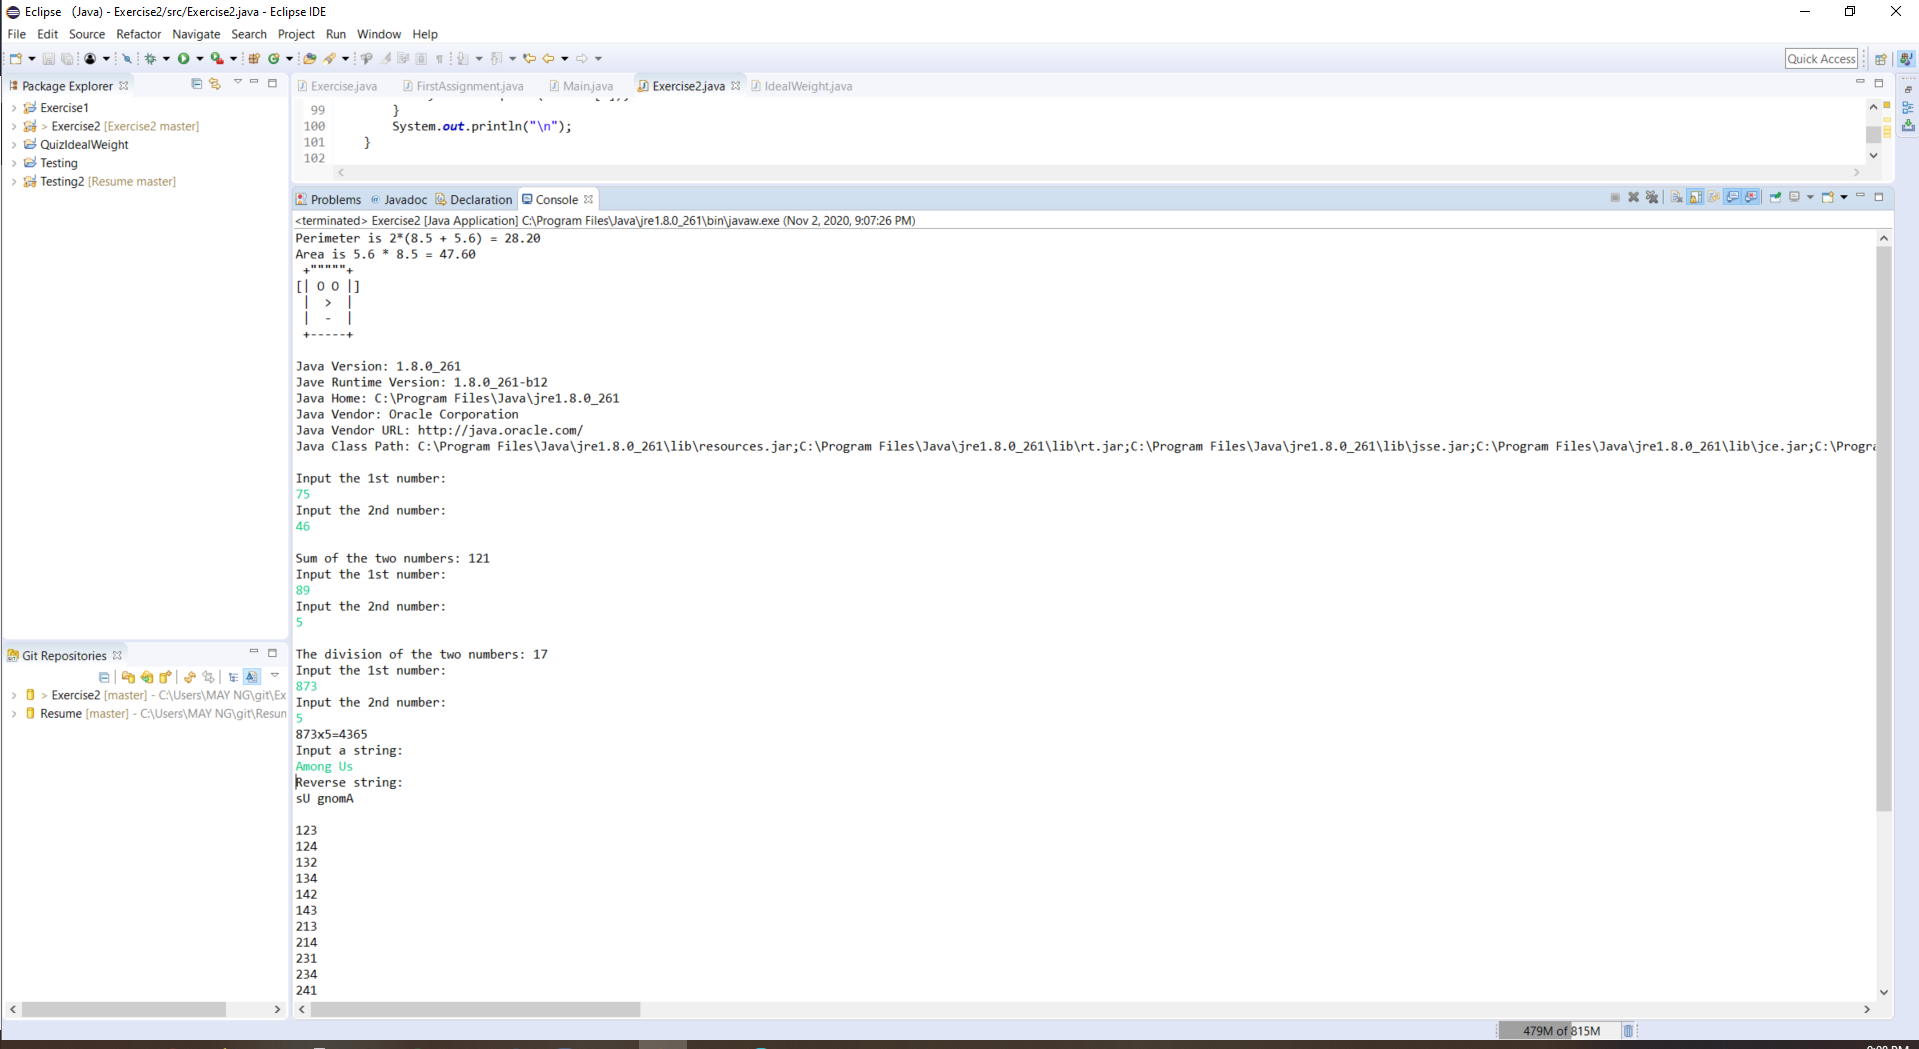 Eclipse (Java) - Exercise2/src/Exercise2.java - Eclipse IDE
File Edit Source Refactor Navigate Search Project Run Window Help
Quick Access
Package Explorer
Exercise1
> Exercise2 [Exercise2 master]
QuizIdealWeight
Testing
Testing2 [Resume master]
Exercise.java FirstAssignment.java Main.java Exercise2.java IdealWeight.java
99 }
100 System.out.println("\n");
101 }
102
Problems Javadoc Declaration Console
<terminated> Exercise2 [Java Application] C:\Program Files\Java\jre1.8.0_261\bin\javaw.exe (Nov 2, 2020, 9:07:26 PM)
Perimeter is 2*(8.5 + 5.6) = 28.20
Area is 5.6 * 8.5 = 47.60
+"""""+
[| O O |]
| > |
| - |
+-----+
Java Version: 1.8.0_261
Jave Runtime Version: 1.8.0_261-b12
Java Home: C:\Program Files\Java\jre1.8.0_261
Java Vendor: Oracle Corporation
Java Vendor URL: http://java.oracle.com/
Java Class Path: C:\Program Files\Java\jre1.8.0_261\lib\resources.jar;C:\Program Files\Java\jre1.8.0_261\lib\rt.jar;C:\Program Files\Java\jre1.8.0_261\lib\jsse.jar;C:\Program Files\Java\jre1.8.0_261\lib\jce.jar;C:\Progra
Input the 1st number:
75
Input the 2nd number:
46
Sum of the two numbers: 121
Input the 1st number:
89
Input the 2nd number:
5
The division of the two numbers: 17
Input the 1st number:
873
Input the 2nd number:
5
873x5=4365
Input a string:
Among Us
Reverse string:
sU gnomA
123
124
132
134
142
143
213
214
231
234
241
Git Repositories
> Exercise2 [master] - C:\Users\MAY NG\git\Ex
Resume [master] - C:\Users\MAY NG\git\Resun
479M of 815M